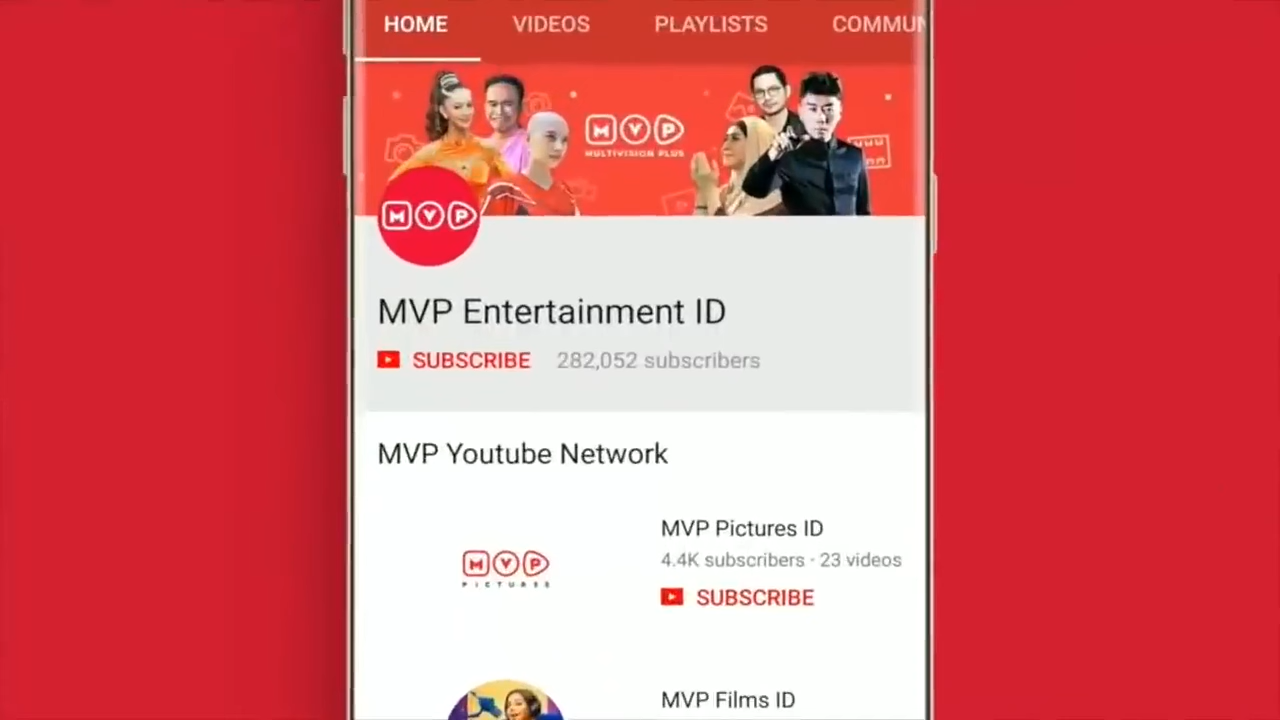 HOME VIDEOS PLAYLISTS COMMUN
MVP
MULTIVISION PLUS
MVP
MVP Entertainment ID
SUBSCRIBE 282,052 subscribers
MVP Youtube Network
MVP Pictures ID
4.4K subscribers · 23 videos
SUBSCRIBE
MVP
PICTURES
MVP Films ID